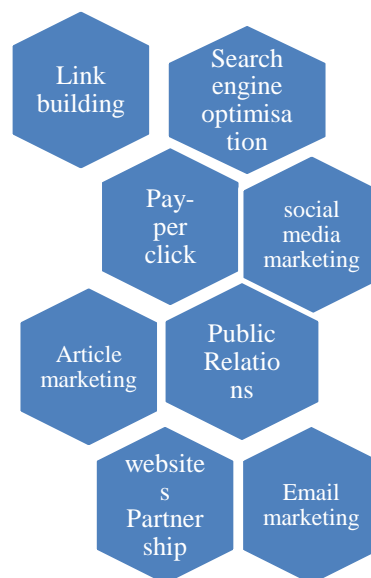 Link
building
Search
engine
optimisa
tion
Pay-
per
click
social
media
marketing
Article
marketing
Public
Relatio
ns
website
s
Partner
ship
Email
marketing